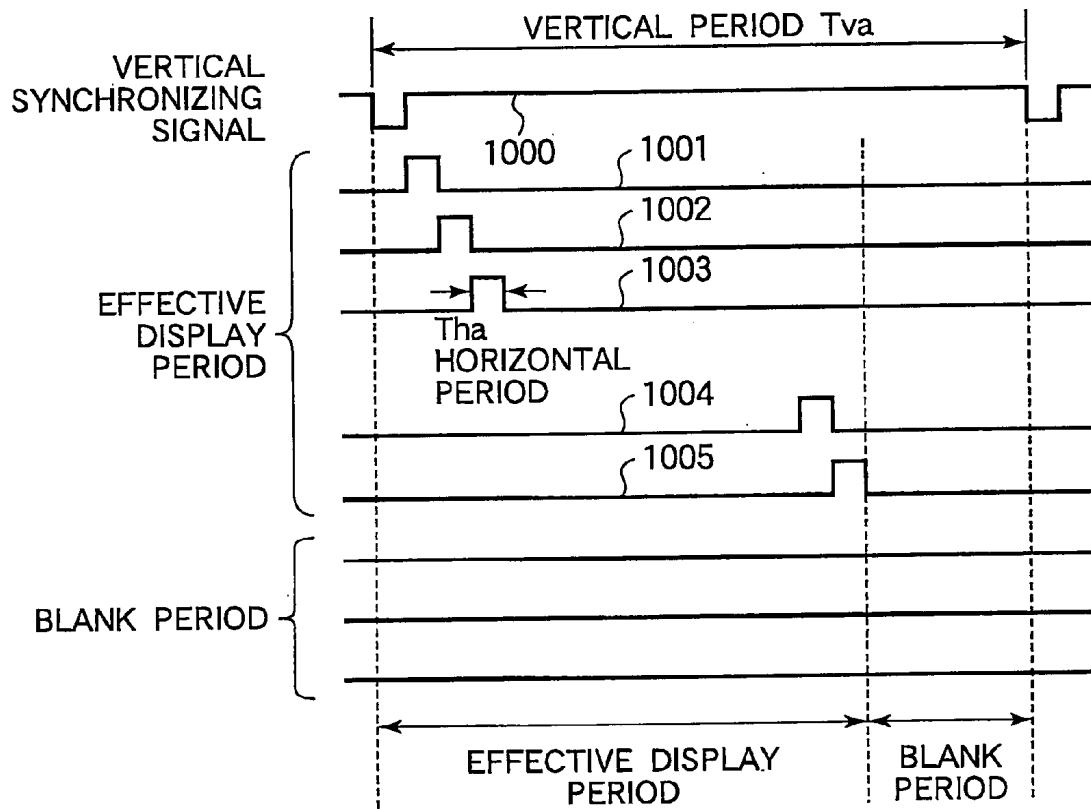 VERTICAL PERIOD Tva
VERTICAL
SYNCHRONIZING
SIGNAL
1000
1001
1002
1003
EFFECTIVE
DISPLAY
PERIOD
Tha
HORIZONTAL
PERIOD
1004
1005
BLANK PERIOD
EFFECTIVE DISPLAY
PERIOD
BLANK
PERIOD